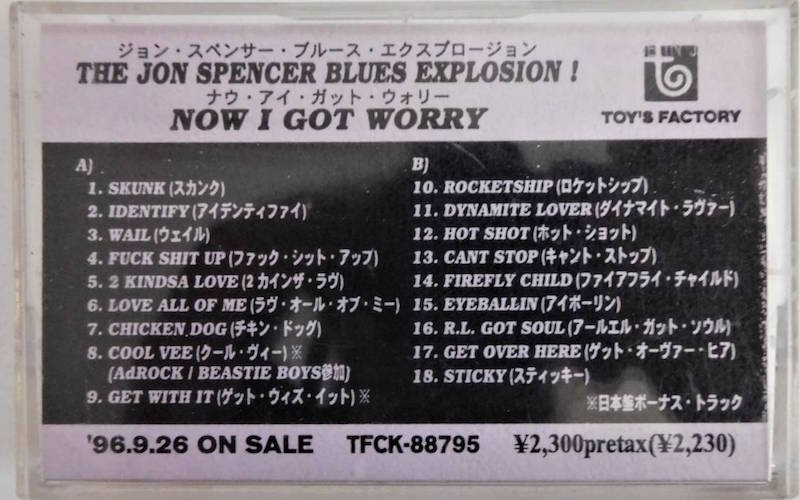 ジョン・スペンサー・ブルース・エクスプロージョン
THE JON SPENCER BLUES EXPLOSION !
ナウ・アイ・ガット・ウォリー
NOW I GOT WORRY
TOY'S FACTORY
A)
1. SKUNK (スカンク)
2. IDENTIFY (アイデンティファイ)
3. WAIL (ウェイル)
4. FUCK SHIT UP (ファック・シット・アップ)
5. 2 KINDSA LOVE (2カインザ・ラヴ)
6. LOVE ALL OF ME (ラヴ・オール・オブ・ミー)
7. CHICKEN DOG (チキン・ドッグ)
8. COOL VEE (クール・ヴィー) ※
(AdROCK / BEASTIE BOYS参加)
9. GET WITH IT (ゲット・ウィズ・イット) ※
B)
10. ROCKETSHIP (ロケットシップ)
11. DYNAMITE LOVER (ダイナマイト・ラヴァー)
12. HOT SHOT (ホット・ショット)
13. CANT STOP (キャント・ストップ)
14. FIREFLY CHILD (ファイアフライ・チャイルド)
15. EYEBALLIN (アイボーリン)
16. R.L. GOT SOUL (アールエル・ガット・ソウル)
17. GET OVER HERE (ゲット・オーヴァー・ヒア)
18. STICKY (スティッキー)
※日本盤ボーナス・トラック
'96.9.26 ON SALE TFCK-88795 ¥2,300pretax(¥2,230)